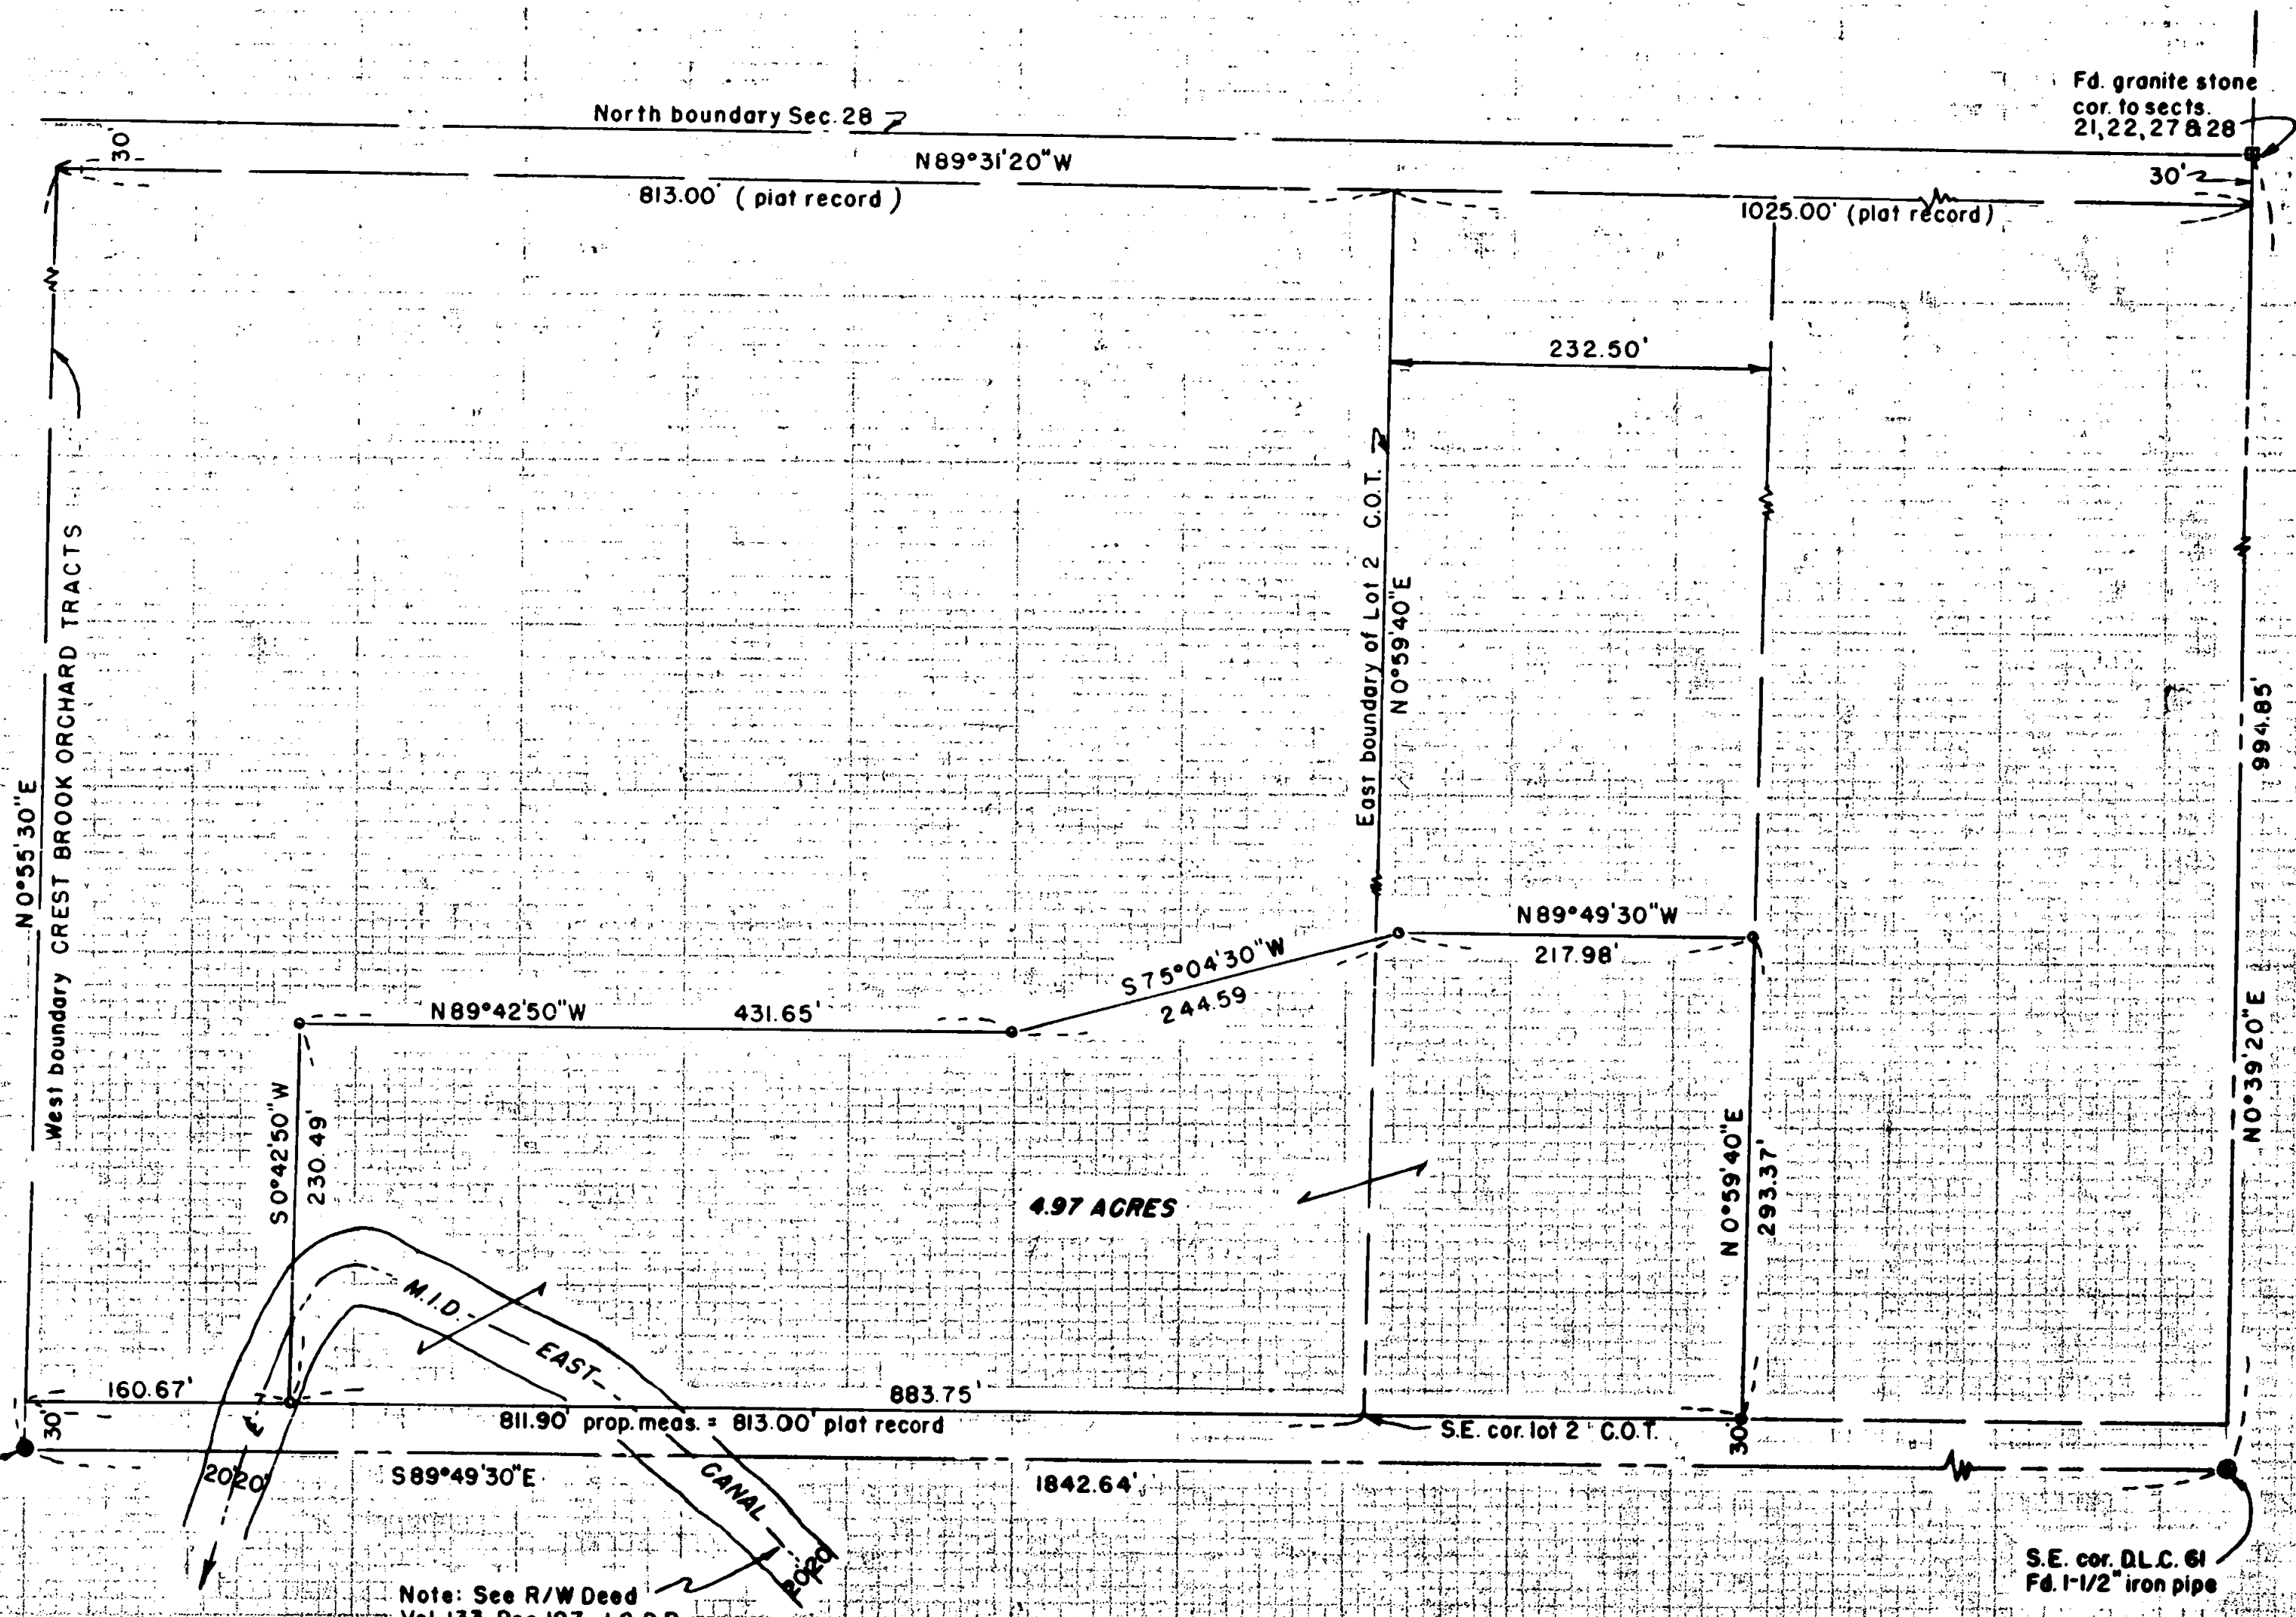 Fd. granite stone
cor. to sects.
21, 22, 27 & 28
North boundary Sec. 28
30'
N89°31'20"W
813.00' ( plat record )
30'
1025.00' (plat record)
232.50'
East boundary of Lot 2 C.O.T.
N0°59'40"E
N0°55'30"E
West boundary CREST BROOK ORCHARD TRACTS
994.85'
N0°39'20"E
N89°49'30"W
217.98'
S75°04'30"W
244.59
N89°42'50"W 431.65'
S0°42'50"W
230.49'
4.97 ACRES
N0°59'40"E
293.37'
M.I.D. EAST CANAL
160.67'
883.75'
30'
811.90' prop. meas. = 813.00' plat record
S.E. cor. lot 2 C.O.T.
30'
20' 20'
S89°49'30"E
1842.64'
20' 20'
S.E. cor. D.L.C. 61
Fd. 1-1/2" iron pipe
Note: See R/W Deed